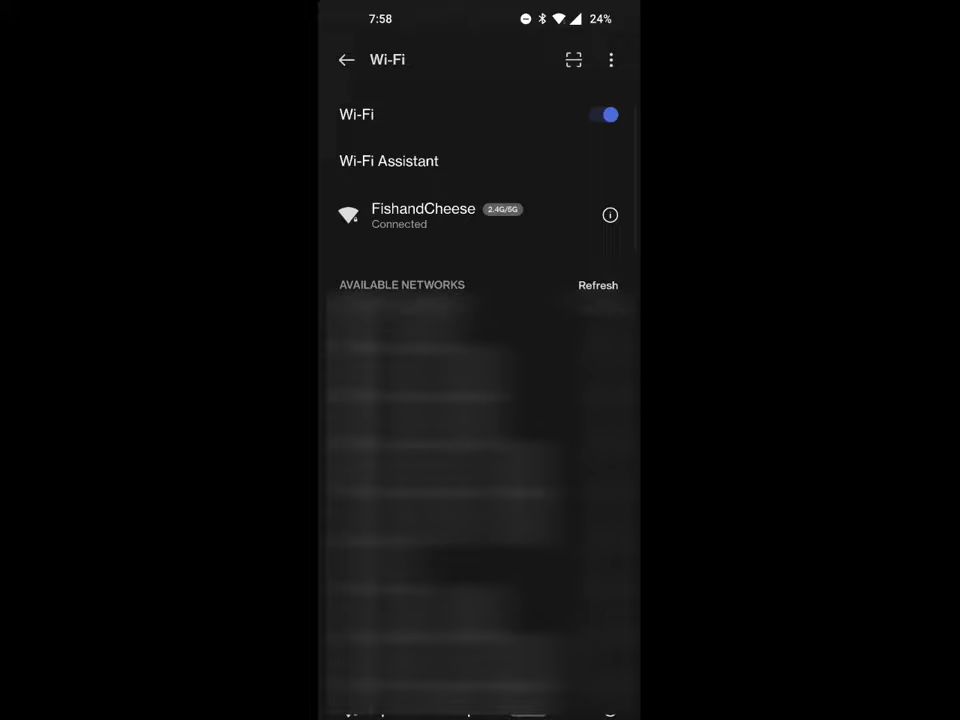 7:58 24%
Wi-Fi
Wi-Fi
Wi-Fi Assistant
FishandCheese 2.4G/5G
Connected
AVAILABLE NETWORKS Refresh